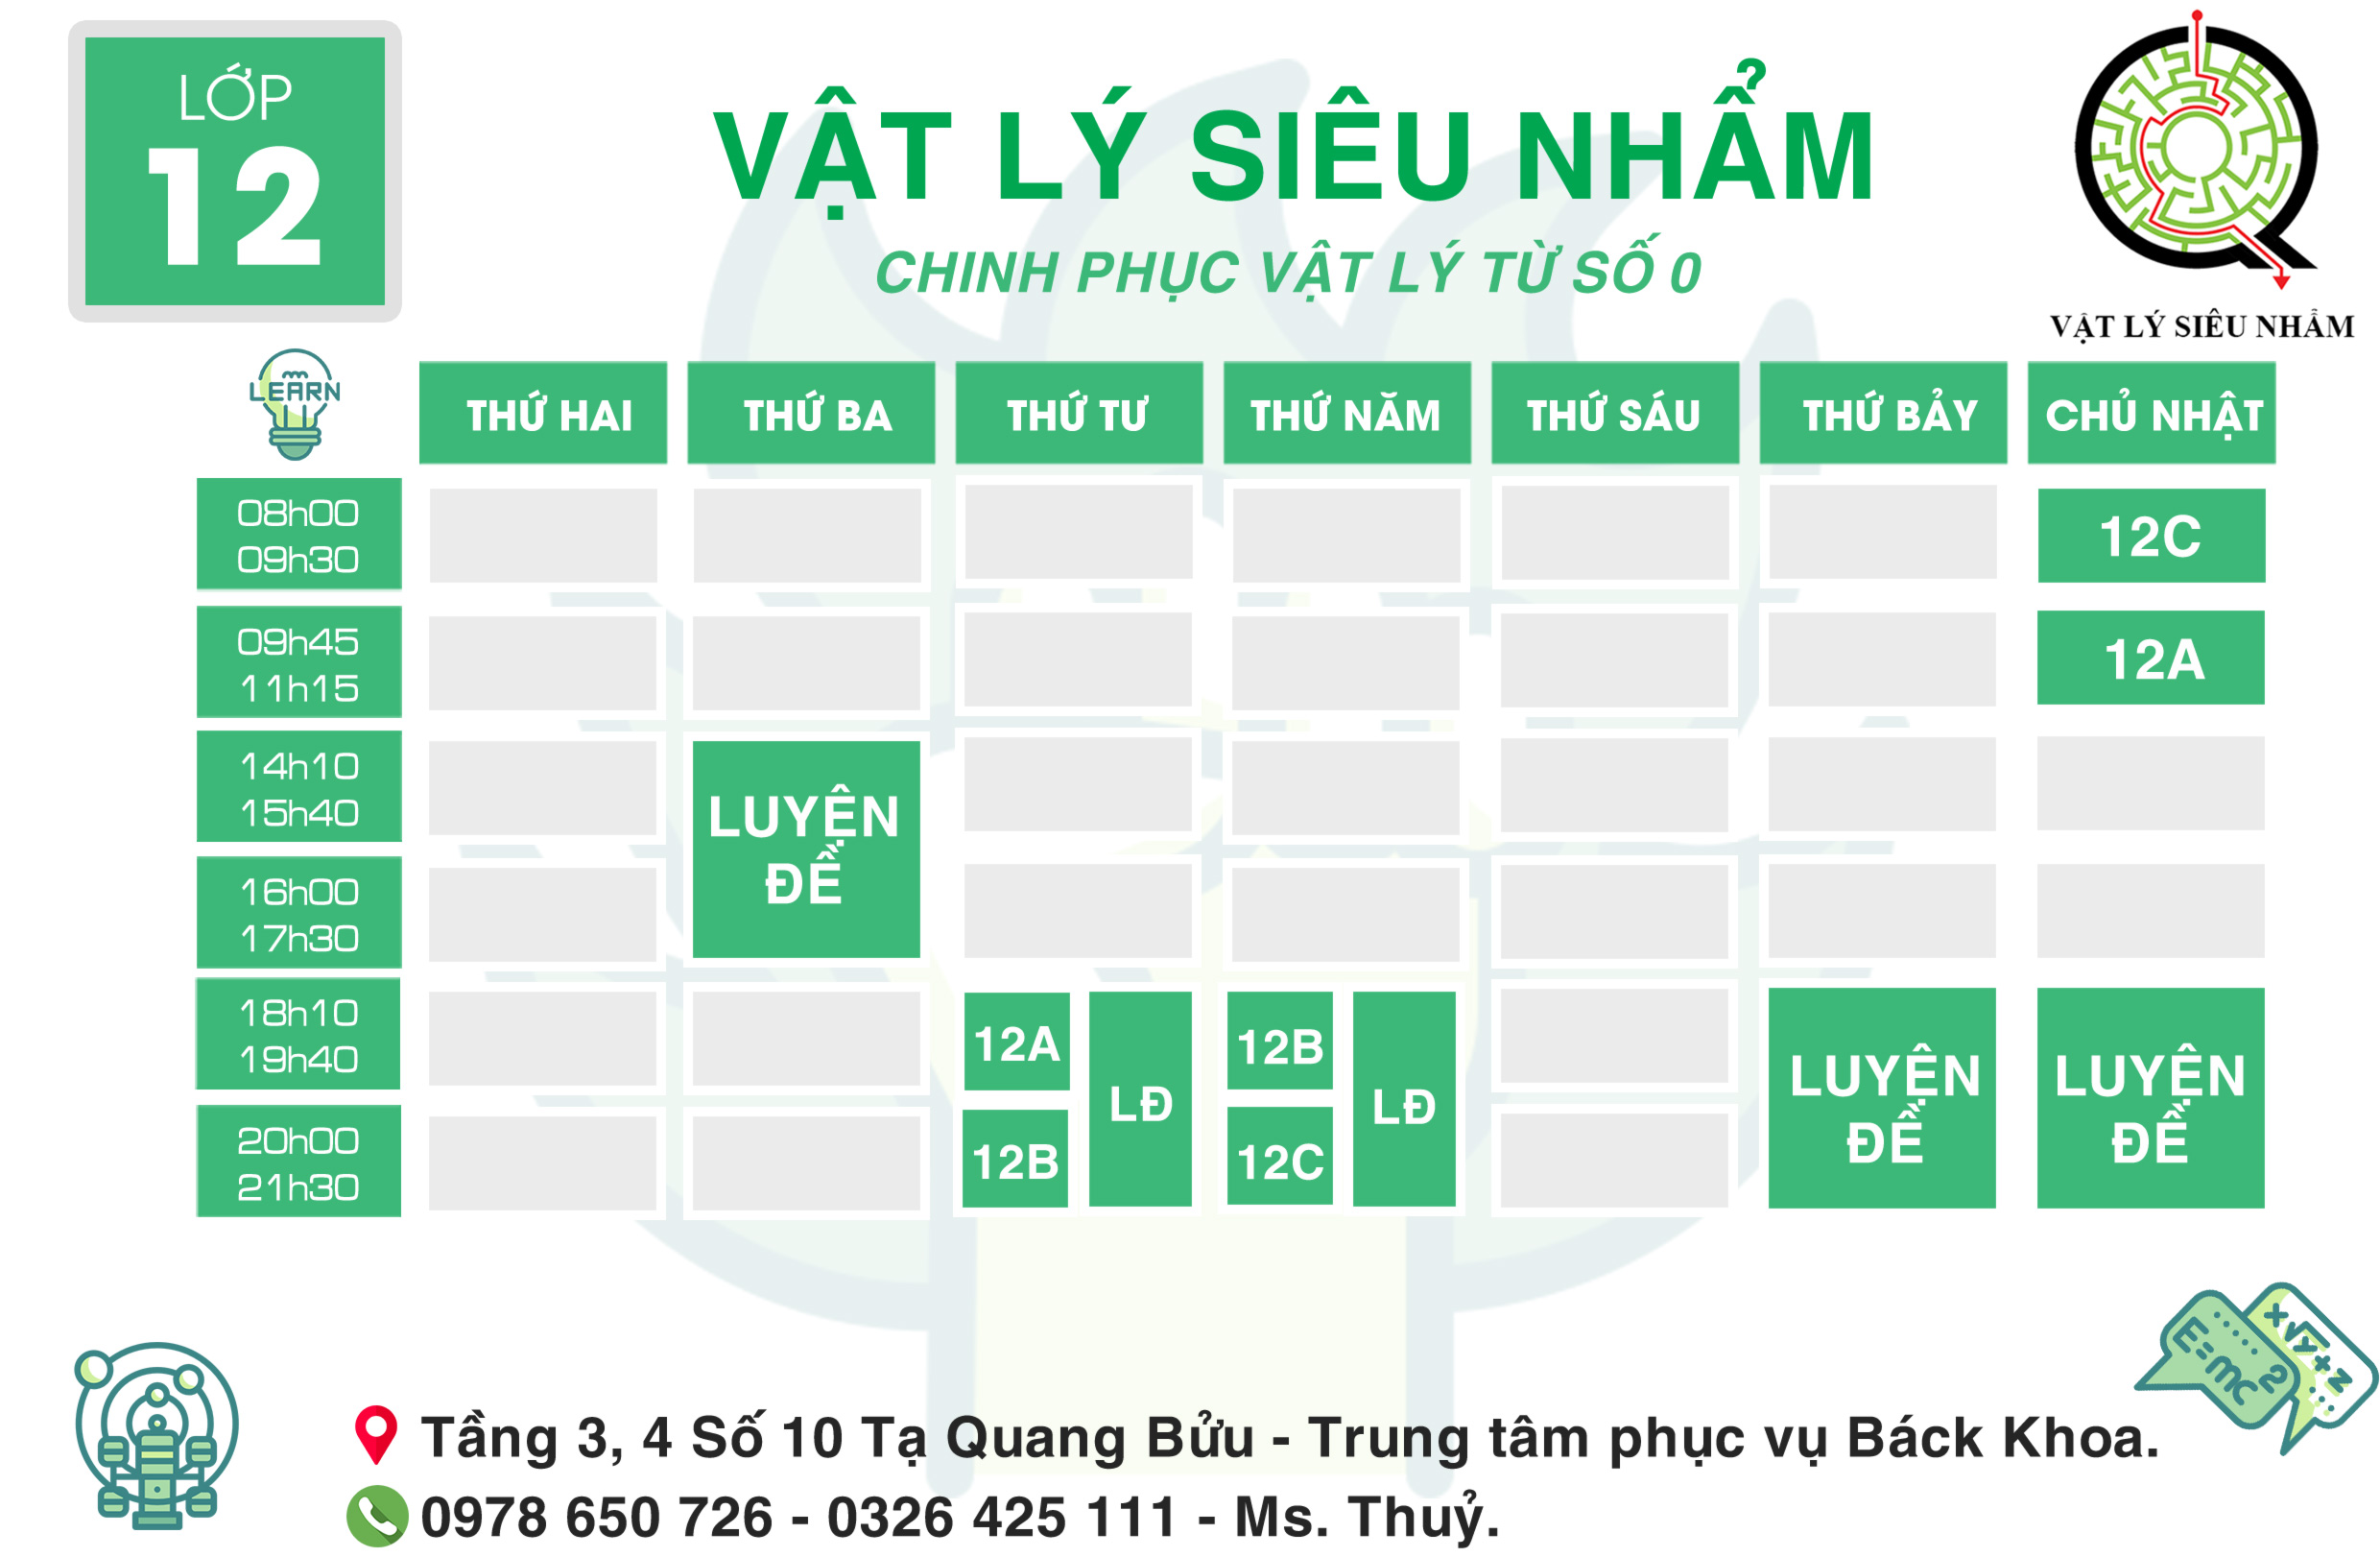 LỚP
12
VẬT LÝ SIÊU NHẨM
CHINH PHỤC VẬT LÝ TỪ SỐ 0
VẬT LÝ SIÊU NHẨM
LEARN
THỨ HAI
THỨ BA
THỨ TƯ
THỨ NĂM
THỨ SÁU
THỨ BẢY
CHỦ NHẬT
08h00
09h30
12C
09h45
11h15
12A
14h10
15h40
LUYỆN
ĐỀ
16h00
17h30
18h10
19h40
12A
LĐ
12B
LĐ
LUYỆN
ĐỀ
LUYỆN
ĐỀ
20h00
21h30
12B
12C
Tầng 3, 4 Số 10 Tạ Quang Bửu - Trung tâm phục vụ Báck Khoa.
0978 650 726 - 0326 425 111 - Ms. Thuỷ.